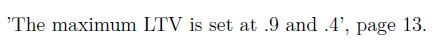 ’The maximum LTV is set at .9 and .4’, page 13.